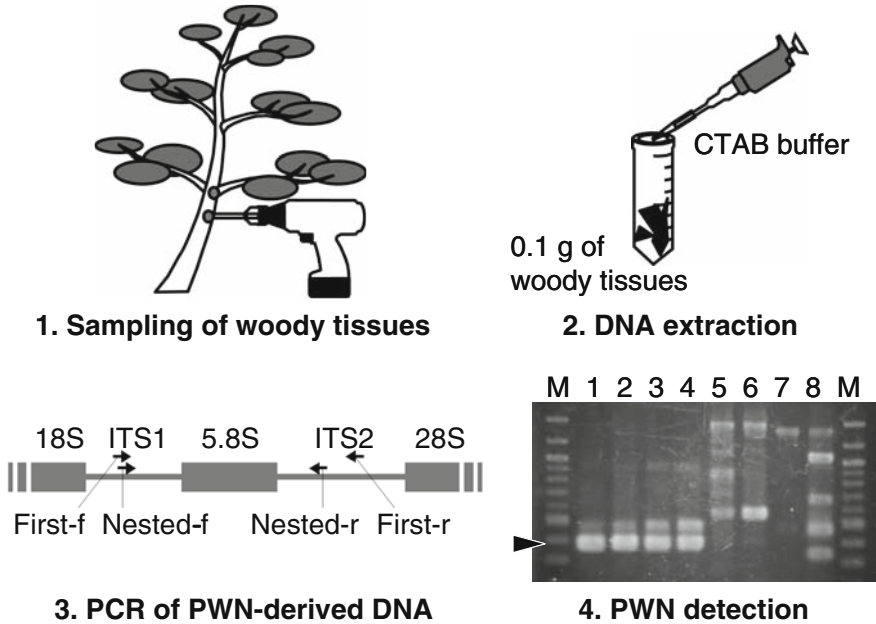 CTAB buffer
0.1 g of
woody tissues
1. Sampling of woody tissues
2. DNA extraction
18S ITS1 5.8S ITS2 28S
First-f Nested-f Nested-r First-r
3. PCR of PWN-derived DNA
M 1 2 3 4 5 6 7 8 M
4. PWN detection